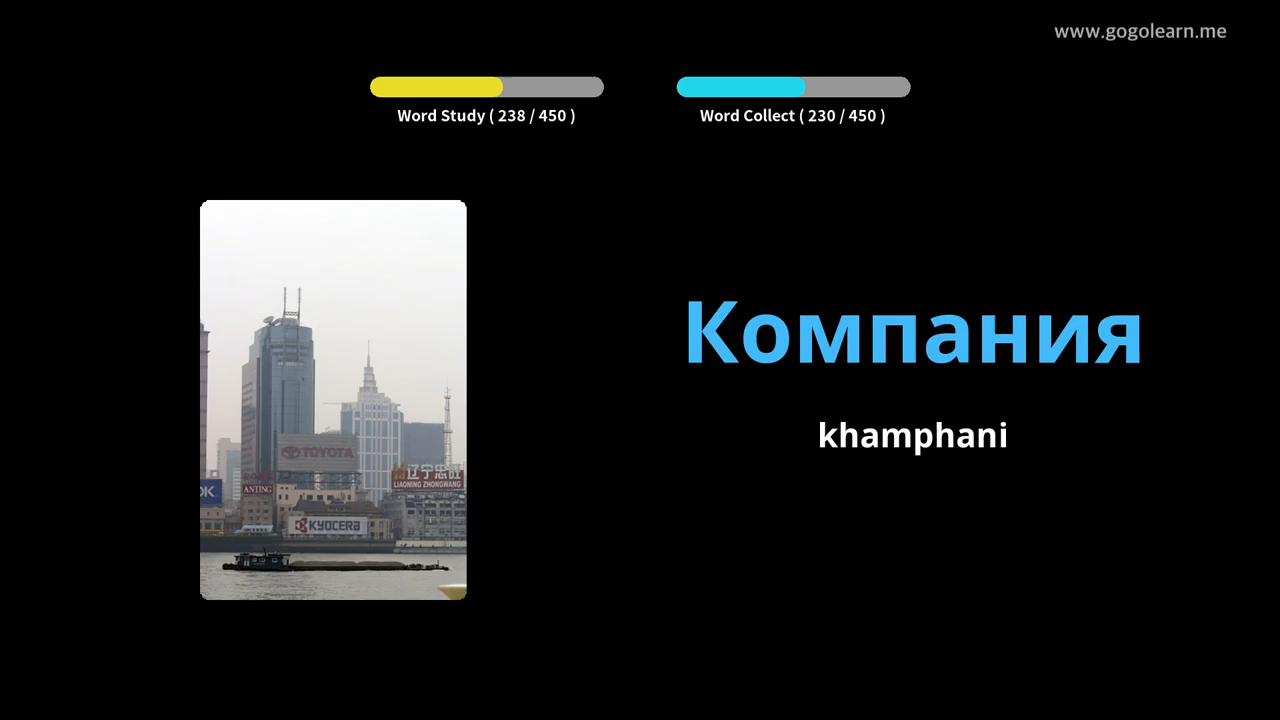 www.gogolearn.me
Word Study ( 238 / 450 )
Word Collect ( 230 / 450 )
Компания
khamphani
TOYOTA
辽宁忠旺
LIAONING ZHONGWANG
OK
ANTING
KYOCERA